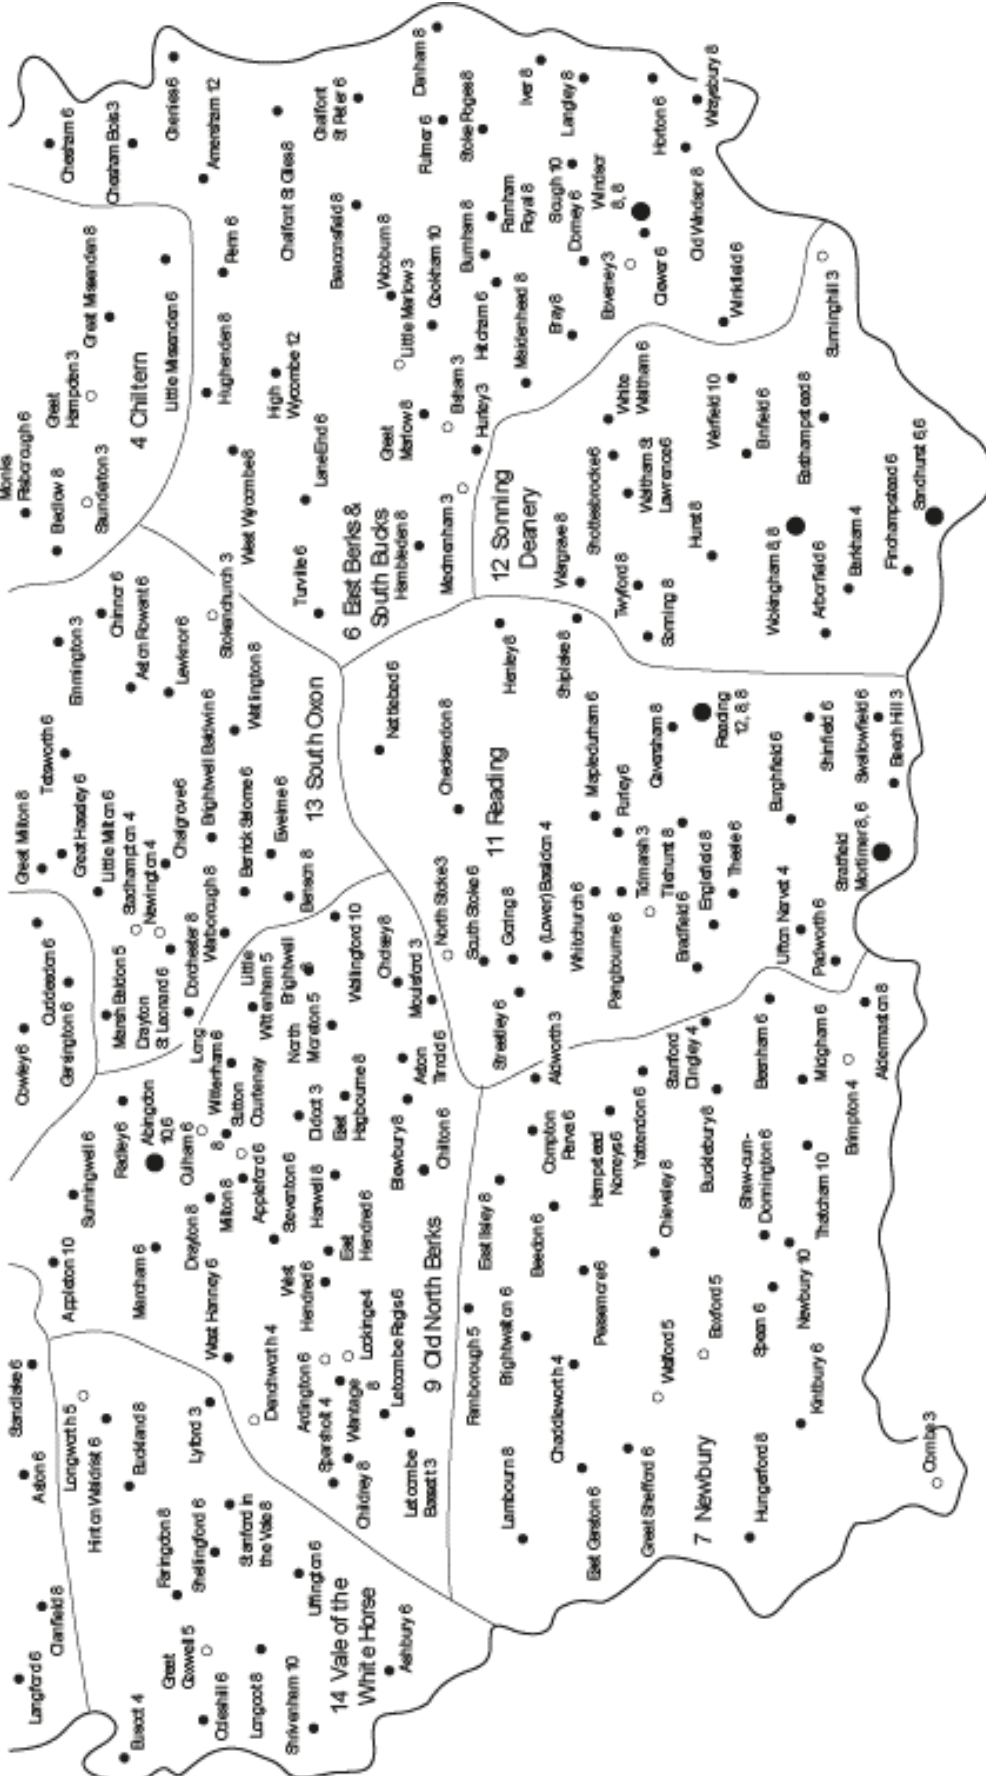 Monks
Risborough 6
Bledlow 8
Saunderton 3
Great
Hampden 3
Great Missenden 8
4 Chiltern
Little Missenden 6
Chesham 6
Chesham Bois 3
Chenies 6
Amersham 12
Penn 6
Hughenden 8
High
Wycombe 12
West Wycombe 8
Lane End 6
Turville 6
Stokenchurch 3
Chalfont St Giles 8
Chalfont
St Peter 6
Beaconsfield 8
Wooburn 8
Little Marlow 3
Great
Marlow 8
Denham 8
Fulmer 6
Stoke Poges 8
Iver 8
Langley 8
Horton 6
Wraysbury 8
Farnham
Royal 8
Slough 10
Dorney 6
Windsor
8, 8
Old Windsor 8
Burnham 8
Cookham 10
Hitcham 6
Maidenhead 8
Bray 8
Boveney 3
Clewer 6
Winkfield 6
Sunninghill 3
Bisham 3
Hurley 3
6 East Berks &
South Bucks
Hambleden 8
Medmenham 3
12 Sonning
Deanery
White
Waltham 6
Shottesbrooke 6
Waltham St
Lawrence 6
Warfield 10
Binfield 6
Easthampstead 8
Wargrave 8
Twyford 8
Sonning 8
Hurst 8
Wokingham 6, 8
Arborfield 6
Barkham 4
Finchampstead 6
Sandhurst 6,6
Great Milton 8
Tetsworth 6
Great Haseley 6
Little Milton 6
Stadhampton 4
Newington 4
Chalgrove 6
Brightwell Baldwin 6
Emmington 3
Chinnor 6
Aston Rowant 6
Lewknor 6
Watlington 8
Berrick Salome 6
Ewelme 6
Benson 8
Warborough 8
Dorchester 8
Drayton
St Leonard 6
Marsh Baldon 5
13 South Oxon
Nettlebed 6
Checkendon 8
Henley 8
Shiplake 8
11 Reading
North Stoke 3
South Stoke 6
Goring 8
(Lower) Basildon 4
Whitchurch 6
Mapledurham 6
Purley 6
Caversham 8
Reading
12, 8, 8
Pangbourne 6
Tidmarsh 3
Tilehurst 8
Bradfield 6
Englefield 8
Theale 6
Burghfield 6
Shinfield 6
Swallowfield 6
Beech Hill 3
Stratfield
Mortimer 8, 6
Ufton Nervet 4
Padworth 6
Streatley 6
Cowley 6
Cuddesdon 6
Garsington 6
Sunningwell 6
Radley 6
Abingdon
10,6
Culham 6
Long
Wittenham 6
Little
Wittenham 5
Brightwell
Wallingford 10
Cholsey 8
Moulsford 3
North
Moreton 5
Sutton
Courtenay
8
Appleford 6
Didcot 3
East
Hagbourne 8
Aston
Tirrold 6
Blewbury 8
Chilton 6
Appleton 10
Marcham 6
Drayton 8
Milton 8
Steventon 6
Harwell 8
East
Hendred 6
West
Hendred 6
West Hanney 6
Denchworth 4
Ardington 6
Lockinge 4
Wantage
8
Sparsholt 4
Childrey 8
Letcombe Regis 6
Letcombe
Bassett 3
9 Old North Berks
Standlake 6
Aston 6
Clanfield 8
Langford 6
Longworth 5
Hinton Waldrist 6
Buckland 8
Lyford 3
Faringdon 8
Shellingford 6
Stanford in
the Vale 8
Uffington 6
Great
Coxwell 5
Buscot 4
Coleshill 6
Longcot 8
Shrivenham 10
14 Vale of the
White Horse
Ashbury 6
Aldworth 3
Compton
Parva 6
Hampstead
Norreys 6
Yattendon 6
Stanford
Dingley 4
Bucklebury 8
Beenham 6
Midgham 6
Brimpton 4
Aldermaston 8
East Ilsley 8
Beedon 6
Peasemore 6
Chieveley 8
Shaw-cum-
Donnington 6
Thatcham 10
Newbury 10
Speen 6
Boxford 5
Welford 5
Farnborough 5
Brightwalton 6
Chaddleworth 4
Lambourn 8
East Garston 6
Great Shefford 6
7 Newbury
Hungerford 8
Kintbury 6
Combe 3